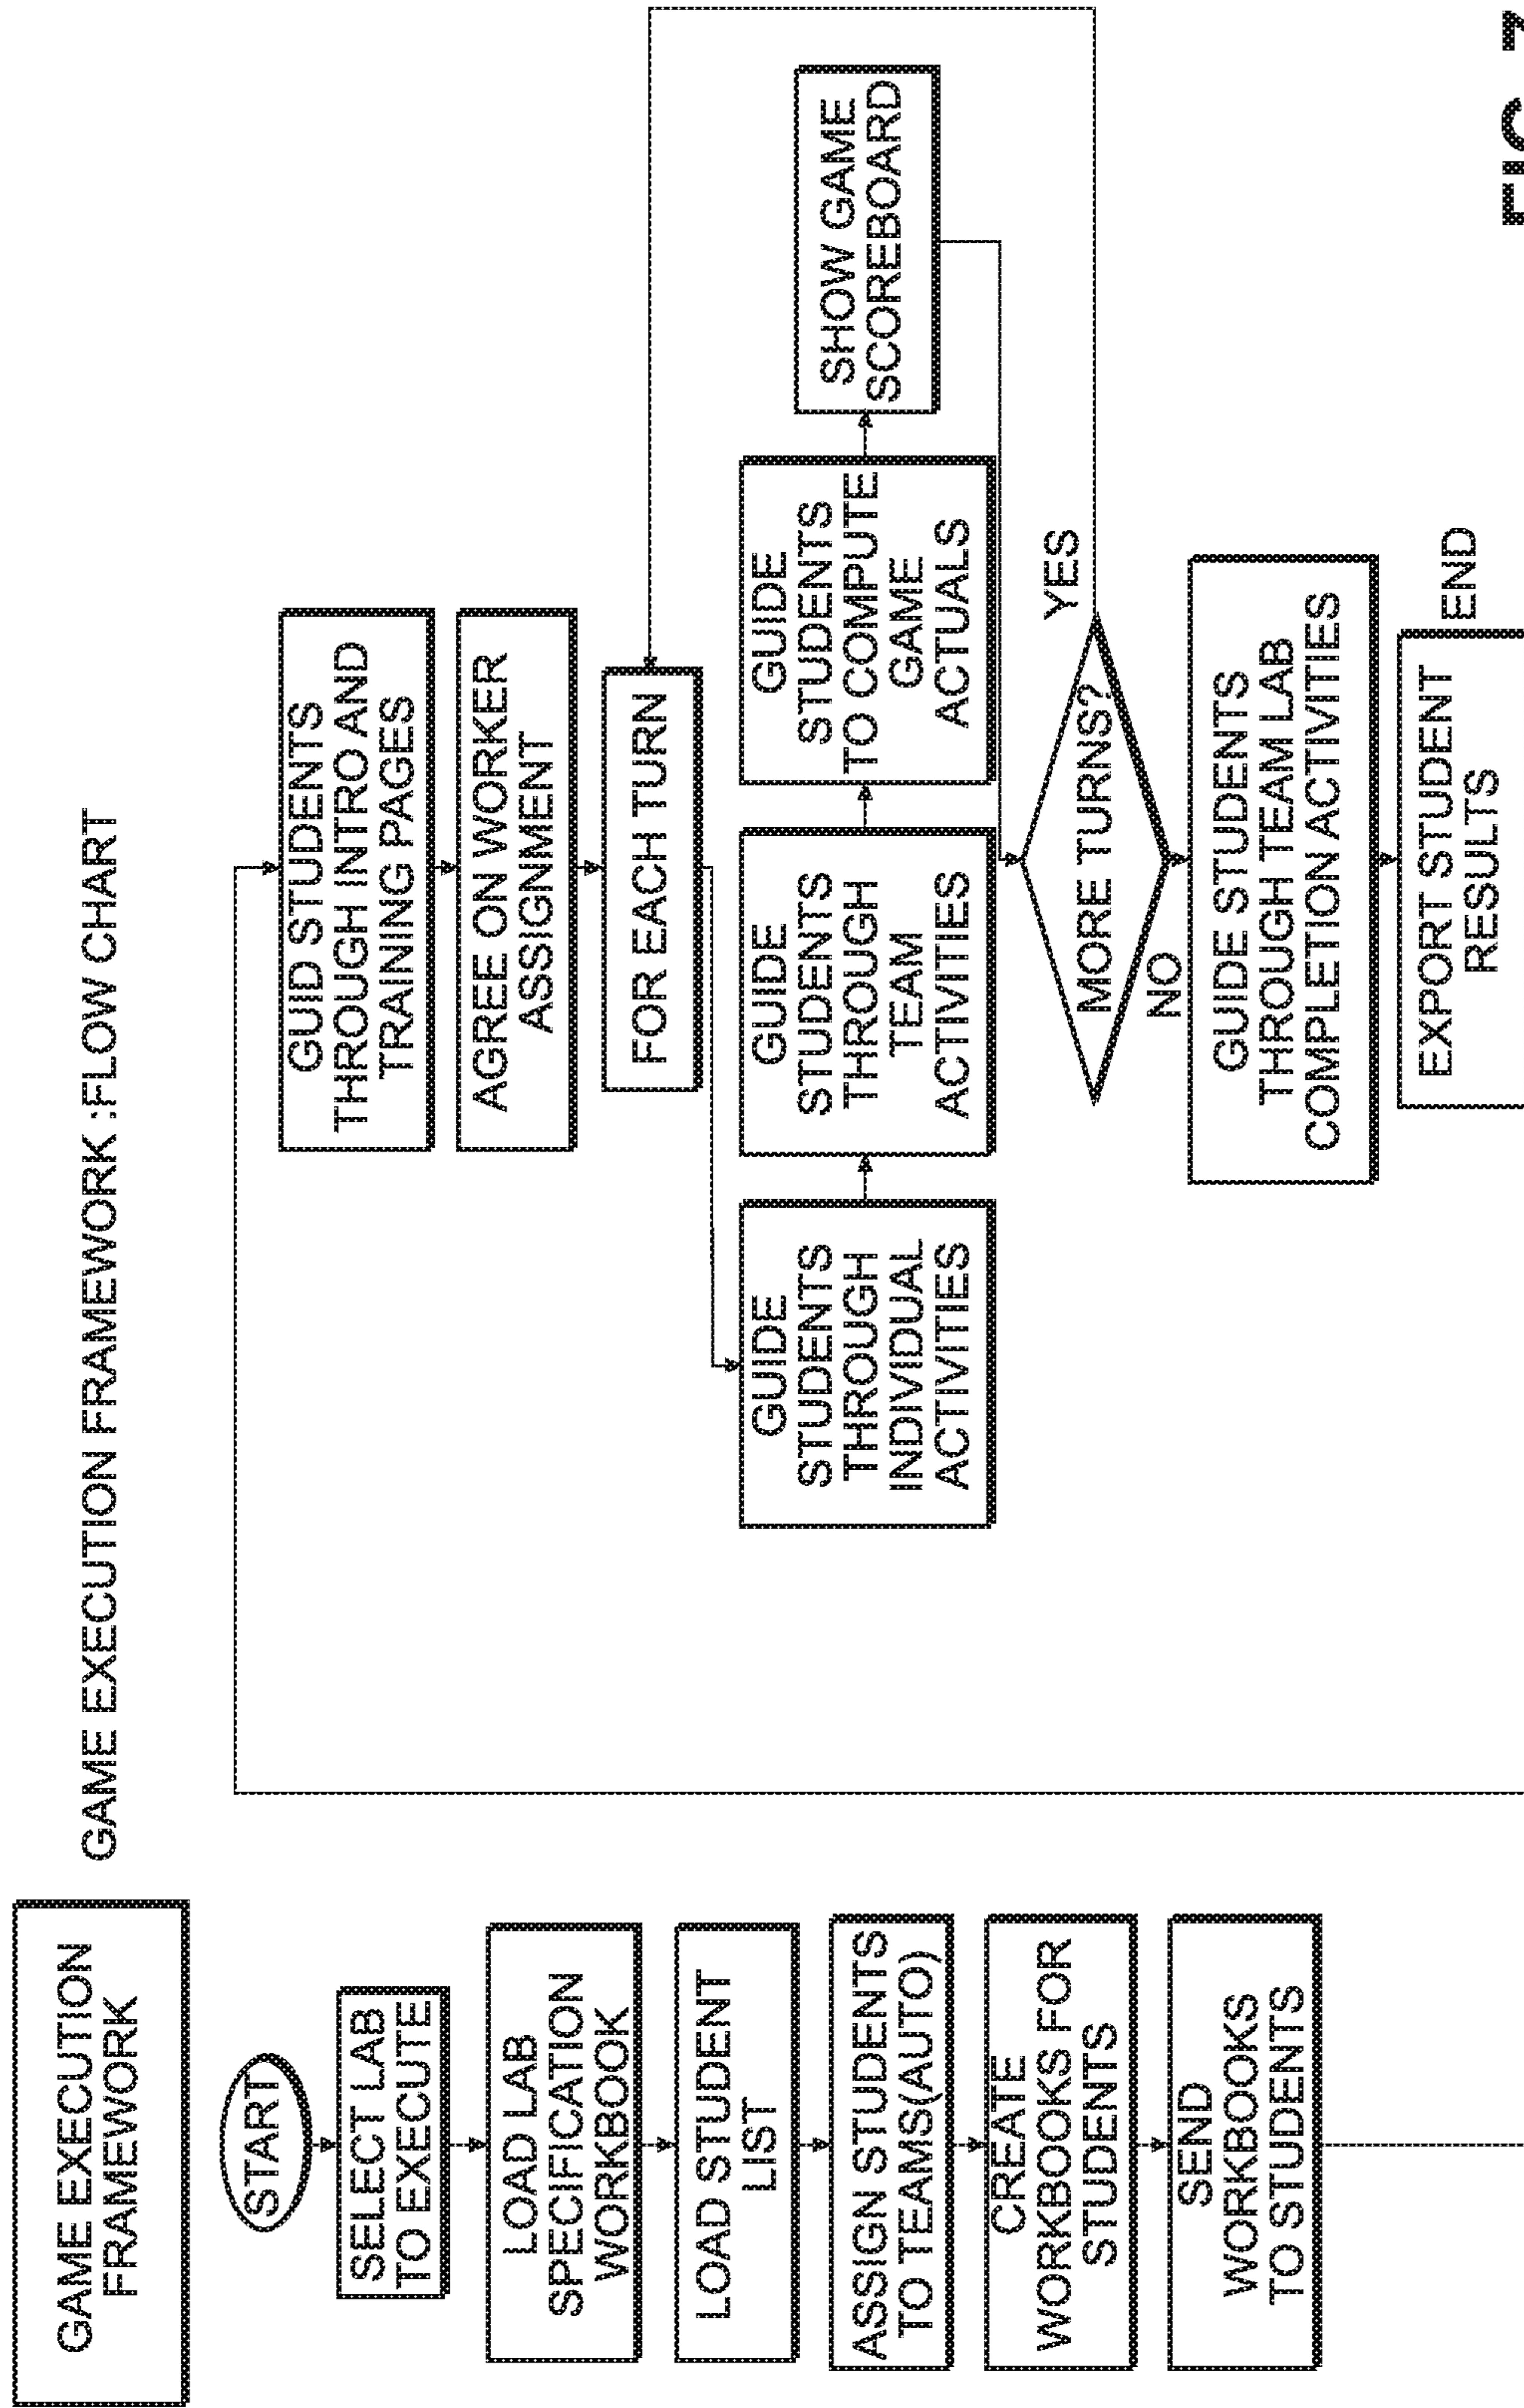 GAME EXECUTION
FRAMEWORK
GAME EXECUTION FRAMEWORK :FLOW CHART
START
SELECT LAB
TO EXECUTE
LOAD LAB
SPECIFICATION
WORKBOOK
LOAD STUDENT
LIST
ASSIGN STUDENTS
TO TEAMS(AUTO)
CREATE
WORKBOOKS FOR
STUDENTS
SEND
WORKBOOKS
TO STUDENTS
GUID STUDENTS
THROUGH INTRO AND
TRAINING PAGES
AGREE ON WORKER
ASSIGNMENT
FOR EACH TURN
GUIDE
STUDENTS
THROUGH
INDIVIDUAL
ACTIVITIES
GUIDE
STUDENTS
THROUGH
TEAM
ACTIVITIES
GUIDE
STUDENTS
TO COMPUTE
GAME
ACTUALS
SHOW GAME
SCOREBOARD
MORE TURNS?
YES
NO
GUIDE STUDENTS
THROUGH TEAM LAB
COMPLETION ACTIVITIES
EXPORT STUDENT
RESULTS
END